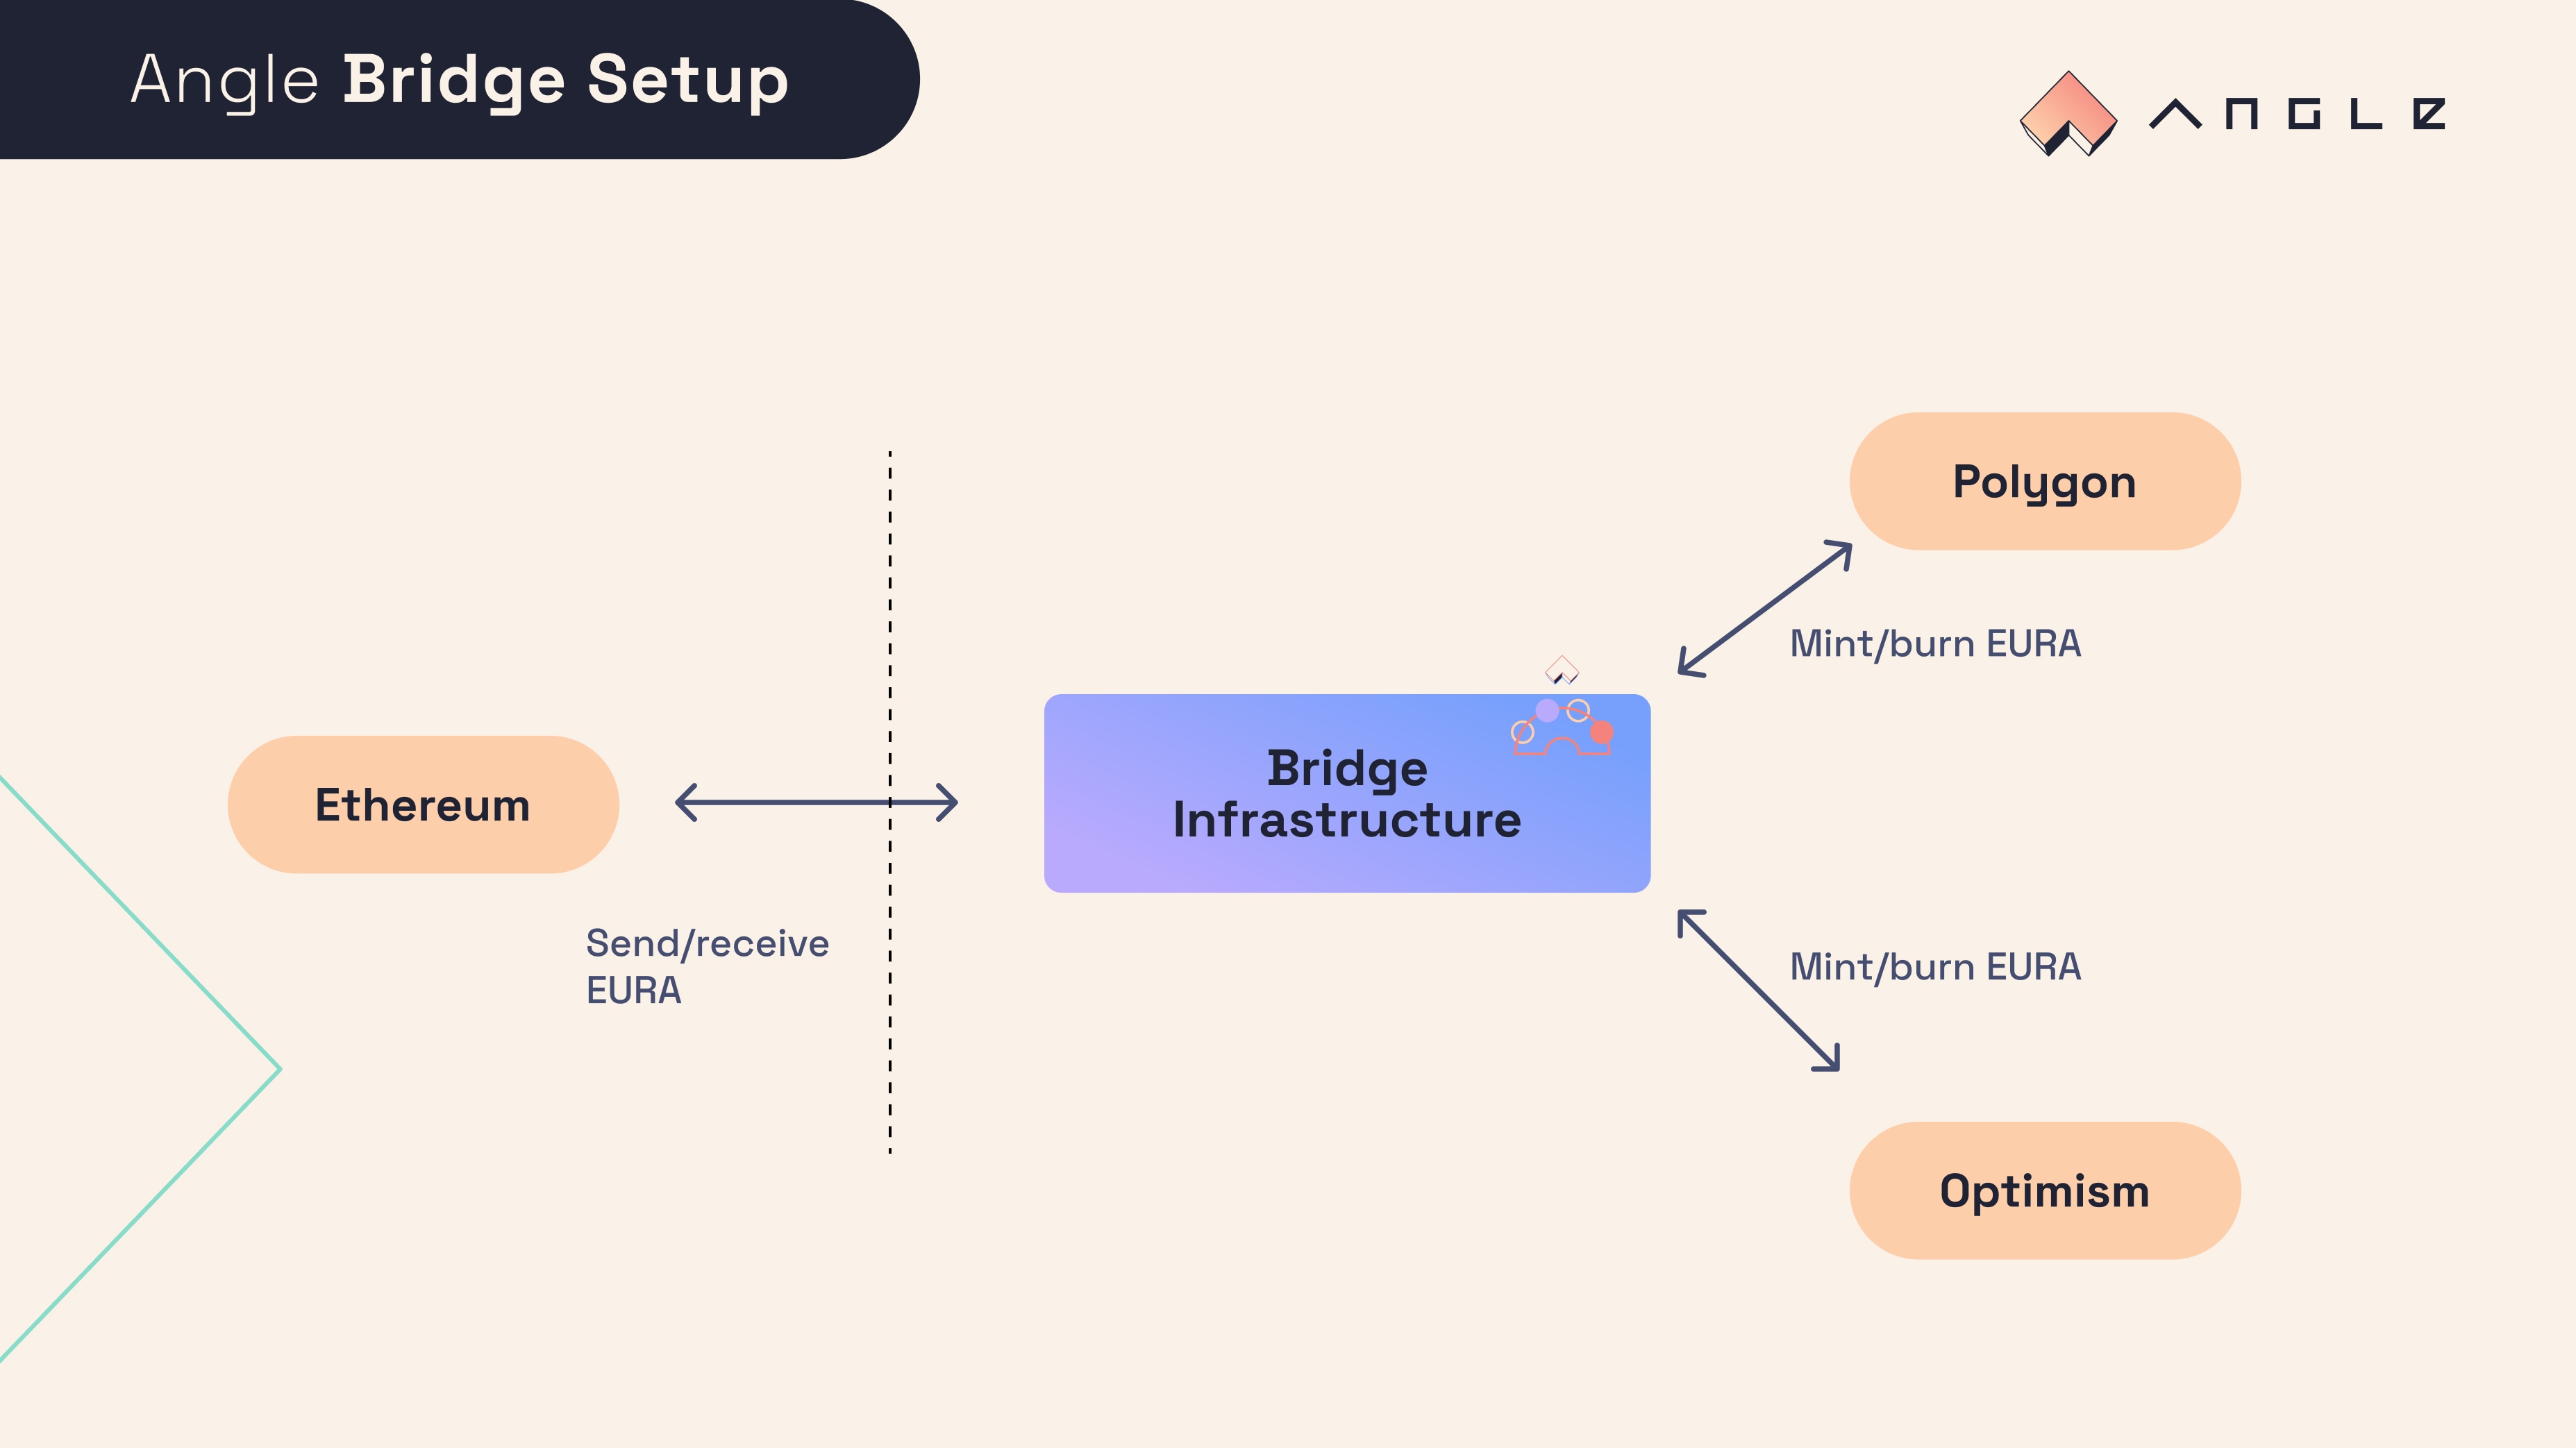 Angle Bridge Setup
ANGLE
Polygon
Mint/burn EURA
Bridge
Infrastructure
Ethereum
Send/receive
EURA
Mint/burn EURA
Optimism